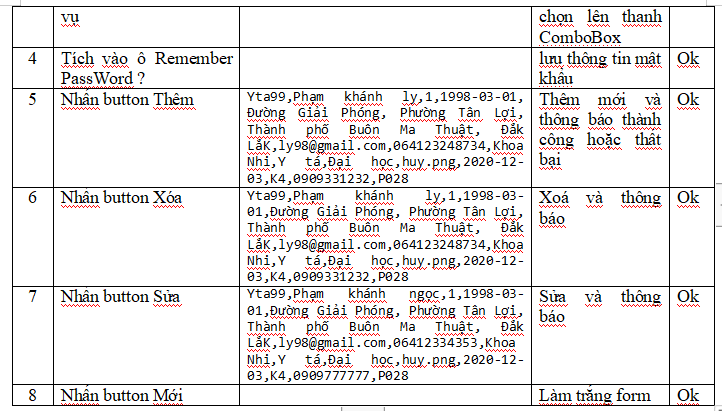 vụ
chọn lên thanh
ComboBox
4
Tích vào ô Remember
PassWord ?
lưu thông tin mât
khẩu
Ok
5
Nhấn button Thêm
Yta99,Phạm khánh ly,1,1998-03-01,
Đường Giải Phóng, Phường Tân Lợi,
Thành phố Buôn Ma Thuật, Đắk
LắK,ly98@gmail.com,064123248734,Khoa
Nhi,Y tá,Đại học,huy.png,2020-12-
03,K4,0909331232,P028
Thêm mới và
thông báo thành
công hoặc thất
bại
Ok
6
Nhấn button Xóa
Yta99,Phạm khánh ly,1,1998-03-
01,Đường Giải Phóng, Phường Tân Lợi,
Thành phố Buôn Ma Thuật, Đắk
LắK,ly98@gmail.com,064123248734,Khoa
Nhi,Y tá,Đại học,huy.png,2020-12-
03,K4,0909331232,P028
Xoá và thông
báo
Ok
7
Nhấn button Sửa
Yta99,Phạm khánh ngọc,1,1998-03-
01,Đường Giải Phóng, Phường Tân Lợi,
Thành phố Buôn Ma Thuật, Đắk
LắK,ly98@gmail.com,06412334353,Khoa
Nhi,Y tá,Đại học,huy.png,2020-12-
03,K4,0909777777,P028
Sửa và thông
báo
Ok
8
Nhấn button Mới
Làm trắng form
Ok